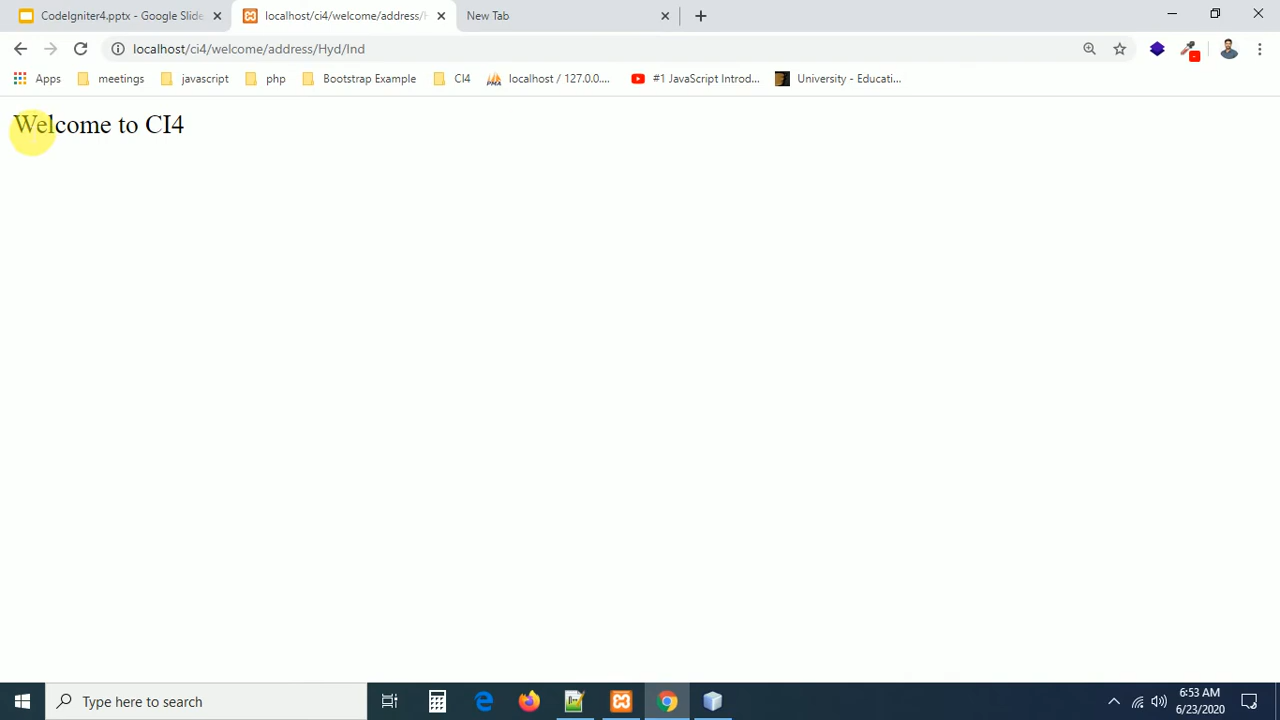 CodeIgniter4.pptx - Google Slide
localhost/ci4/welcome/address/H
New Tab
localhost/ci4/welcome/address/Hyd/Ind
Apps
meetings
javascript
php
Bootstrap Example
CI4
localhost / 127.0.0....
#1 JavaScript Introd...
University - Educati...
Welcome to CI4
Type here to search
6:53 AM
6/23/2020